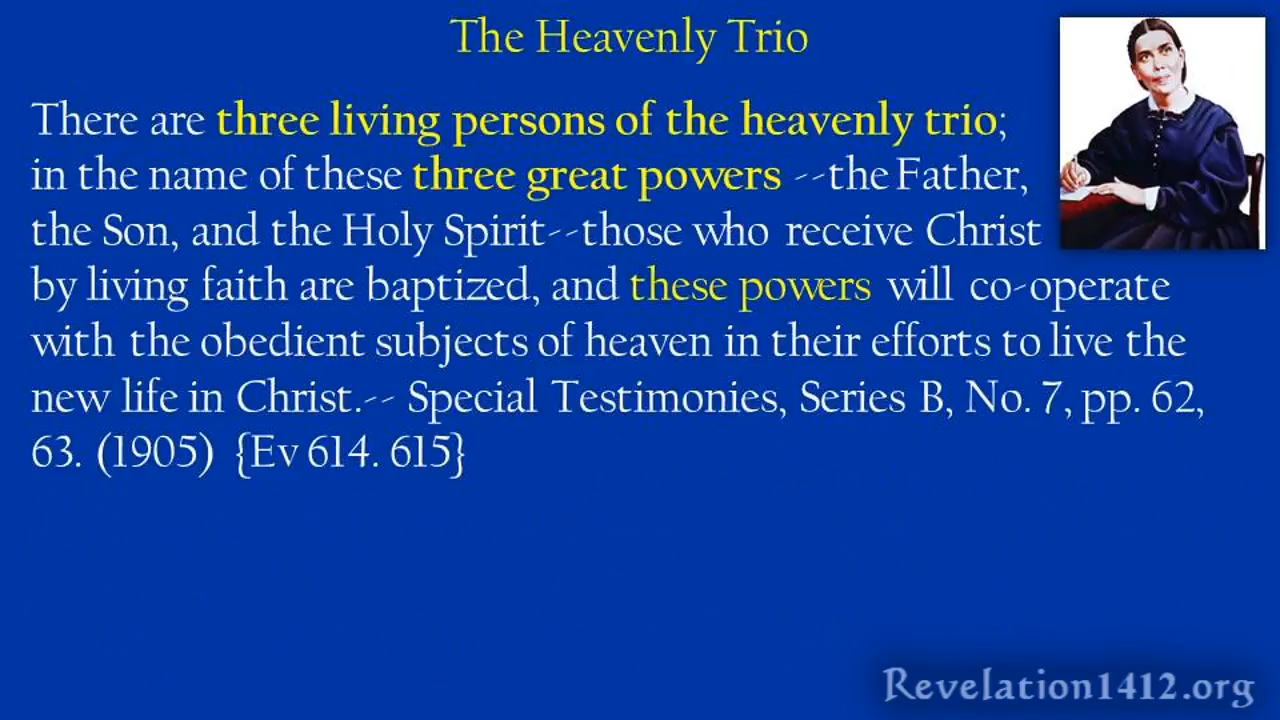 The Heavenly Trio
There are three living persons of the heavenly trio;
in the name of these three great powers --the Father,
the Son, and the Holy Spirit--those who receive Christ
by living faith are baptized, and these powers will co-operate
with the obedient subjects of heaven in their efforts to live the
new life in Christ.-- Special Testimonies, Series B, No. 7, pp. 62,
63. (1905) {Ev 614. 615}
Revelation1412.org